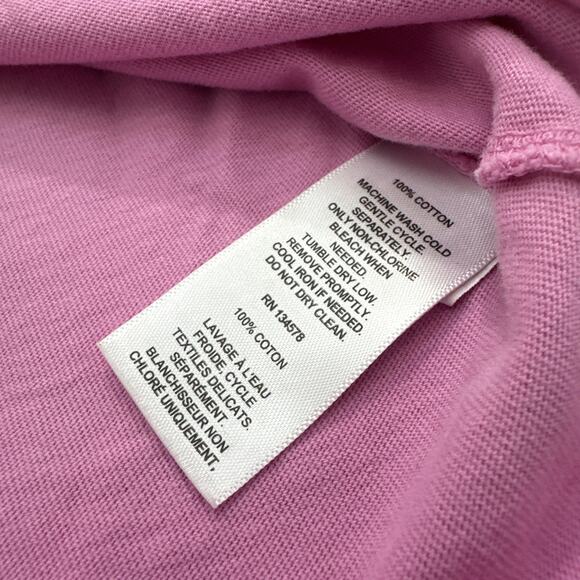 100% COTTON
MACHINE WASH COLD
GENTLE CYCLE
SEPARATELY.
ONLY NON-CHLORINE
BLEACH WHEN
NEEDED.
TUMBLE DRY LOW.
REMOVE PROMPTLY.
COOL IRON IF NEEDED.
DO NOT DRY CLEAN.
RN 134578
100% COTON
LAVAGE À L'EAU
FROIDE, CYCLE
TEXTILES DELICATS.
SEPARÉMENT.
BLANCHISSEUR NON
CHLORÉ UNIQUEMENT,